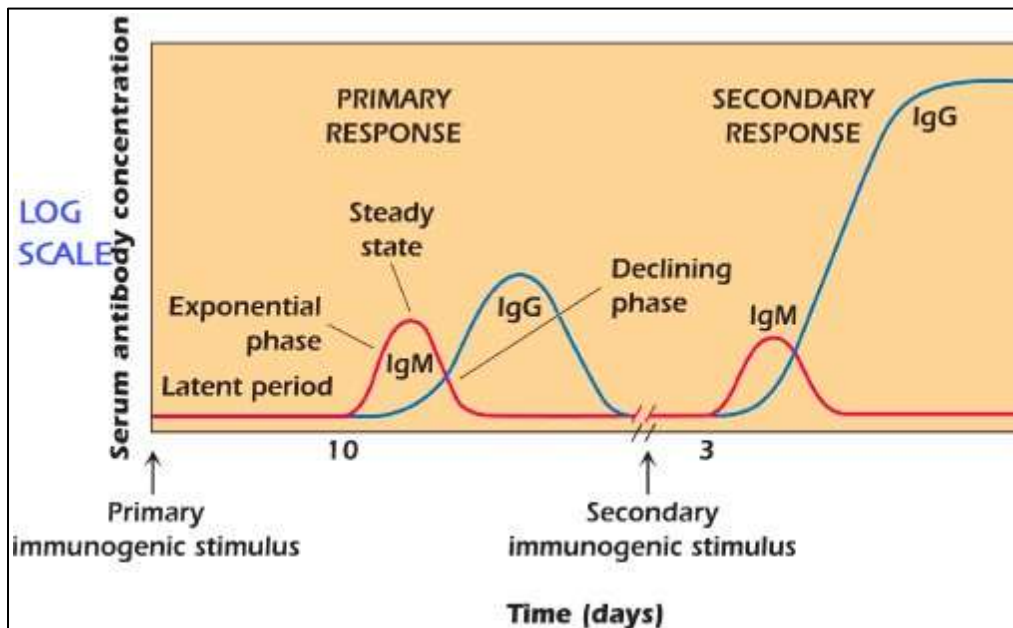 PRIMARY
RESPONSE
SECONDARY
RESPONSE
IgG
LOG
SCALE
Serum antibody concentration
Steady
state
Declining
phase
Exponential
phase
IgM
IgG
IgM
Latent period
10
3
Primary
immunogenic stimulus
Secondary
immunogenic stimulus
Time (days)